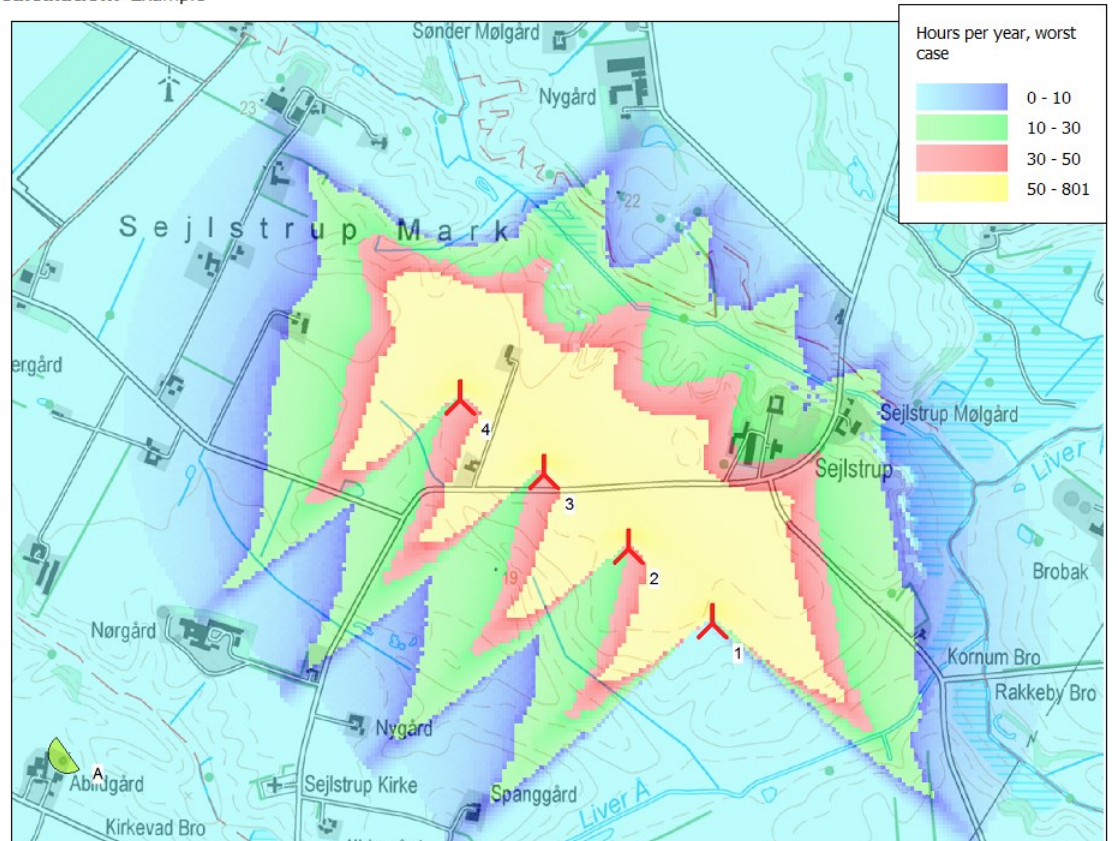 Example
Hours per year, worst
case
0 - 10
10 - 30
30 - 50
50 - 801
Sønder Mølgård
Nygård
23
22
Sejlstrup Mark
ergård
4
Sejlstrup Mølgård
Sejlstrup
Liver
3
19
2
Brobak
Nørgård
1
Kornum Bro
Rakkeby Bro
Nygård
A
Abildgård
Sejlstrup Kirke
Spanggård
Liver Å
Kirkevad Bro